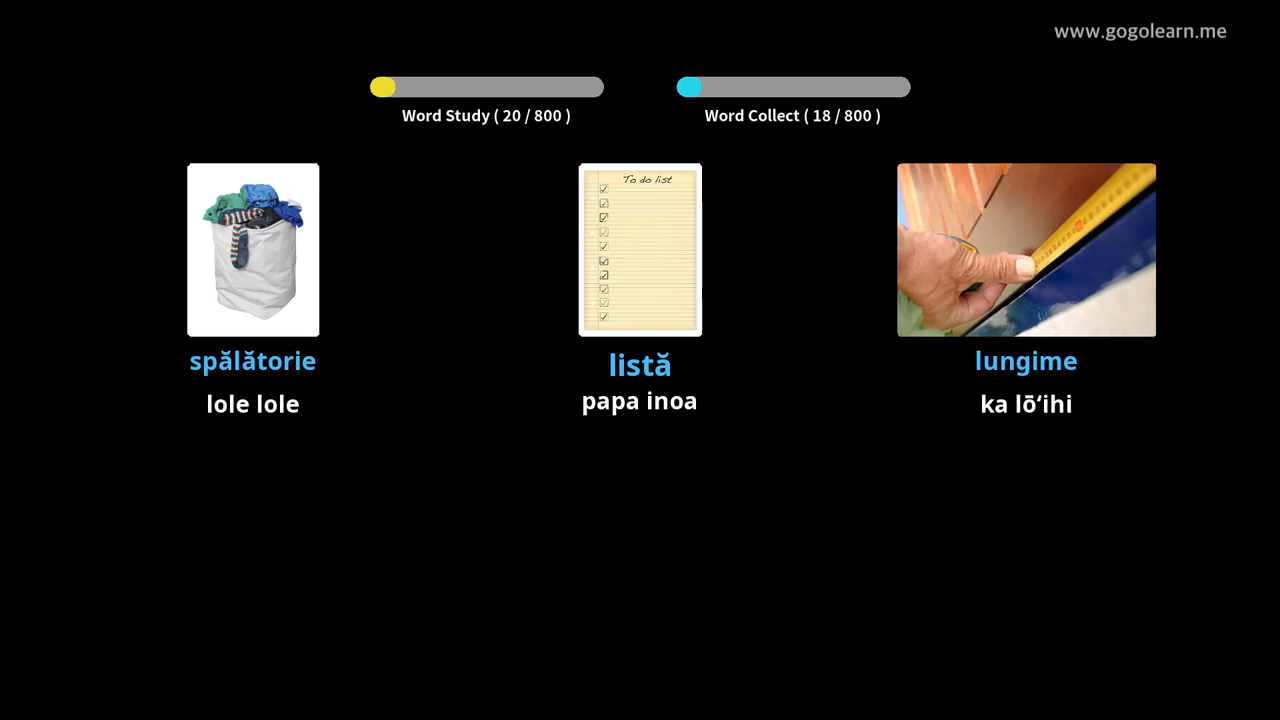 www.gogolearn.me
Word Study ( 20 / 800 )
Word Collect ( 18 / 800 )
To do list
spălătorie
listă
lungime
lole lole
papa inoa
ka lōʻihi